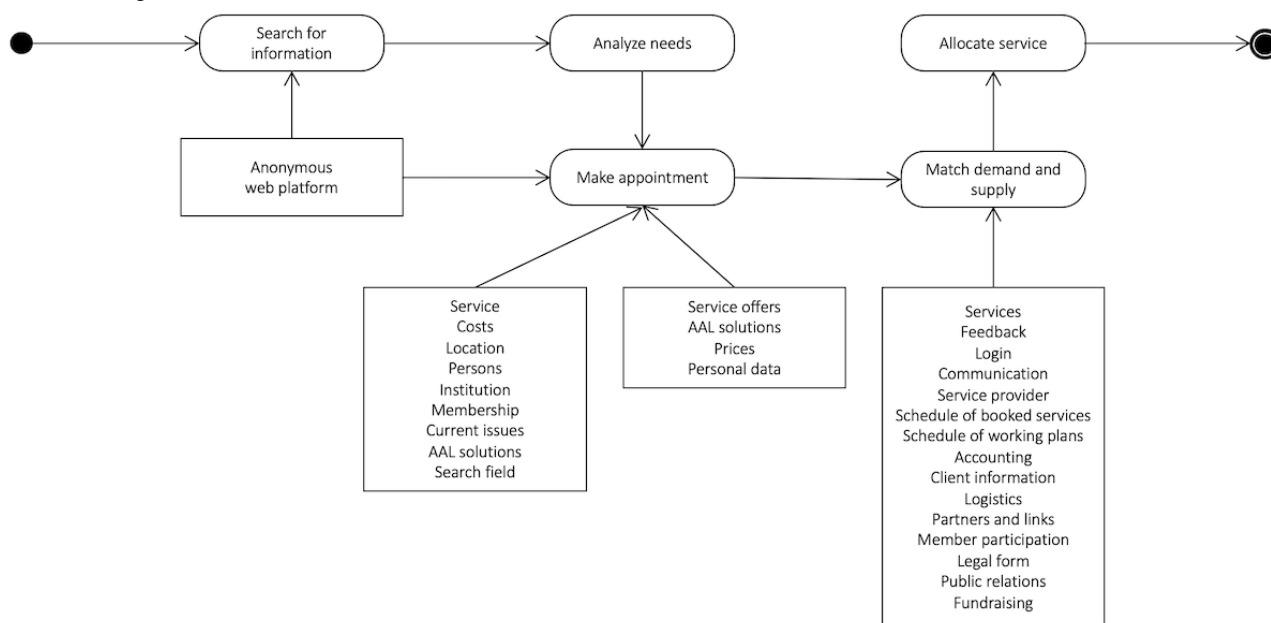 Search for
information
Analyze needs
Allocate service
Anonymous
web platform
Make appointment
Match demand and
supply
Service
Costs
Location
Persons
Institution
Membership
Current issues
AAL solutions
Search field
Service offers
AAL solutions
Prices
Personal data
Services
Feedback
Login
Communication
Service provider
Schedule of booked services
Schedule of working plans
Accounting
Client information
Logistics
Partners and links
Member participation
Legal form
Public relations
Fundraising